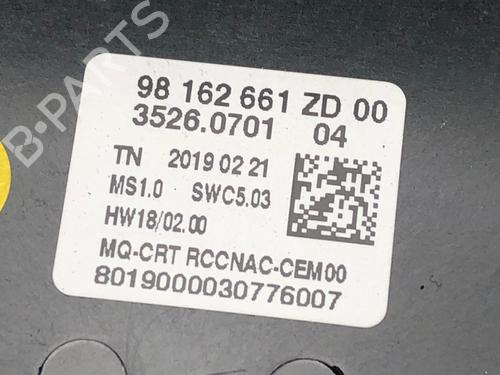 98 162 661 ZD 00
3526.0701 04
TN 2019 02 21
MS1.0 SWC5.03
HW18/02.00
MQ-CRT RCCNAC-CEM00
8019000030776007
B-PARTS